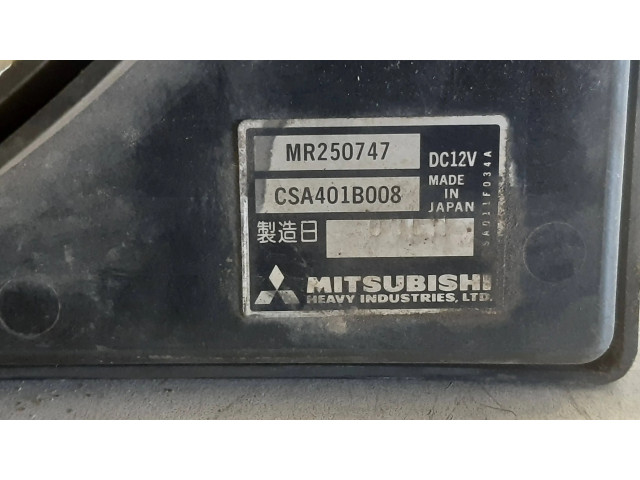 MR250747
DC12V
CSA401B008
MADE
IN
JAPAN
製造日
MITSUBISHI
HEAVY INDUSTRIES, LTD.